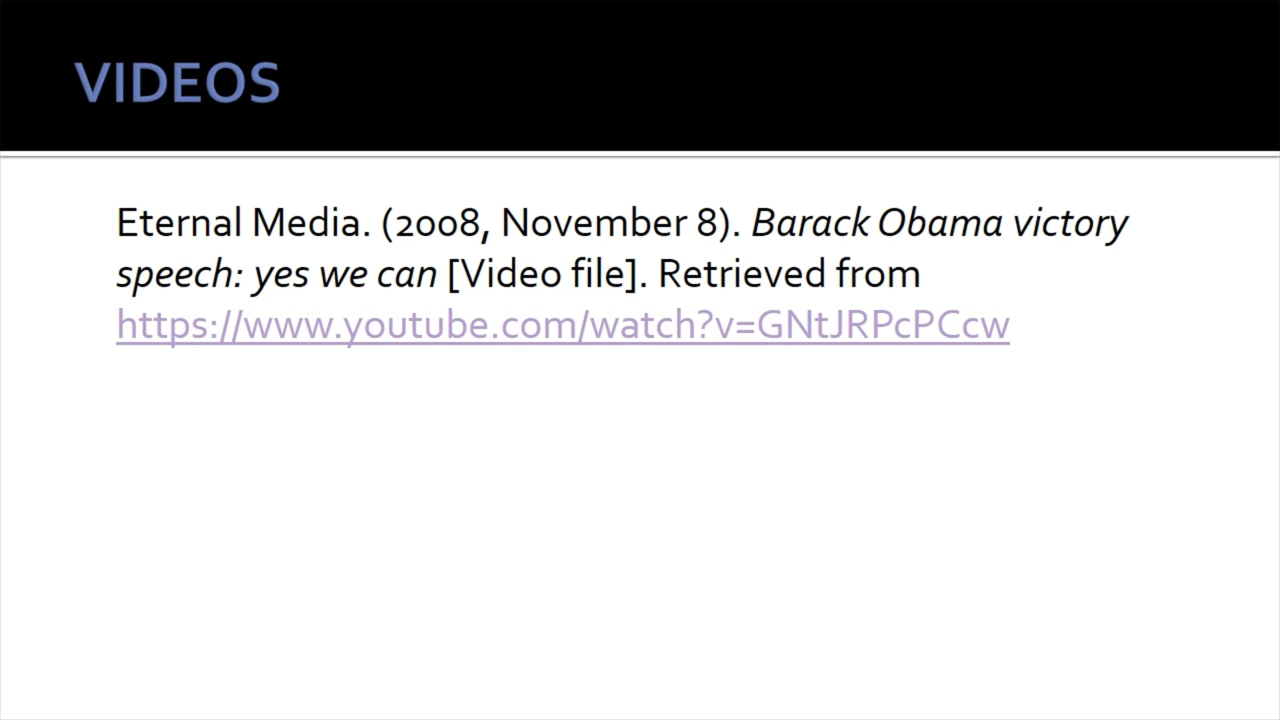 VIDEOS
Eternal Media. (2008, November 8). Barack Obama victory
speech: yes we can [Video file]. Retrieved from
https://www.youtube.com/watch?v=GNtJRPcPCcw